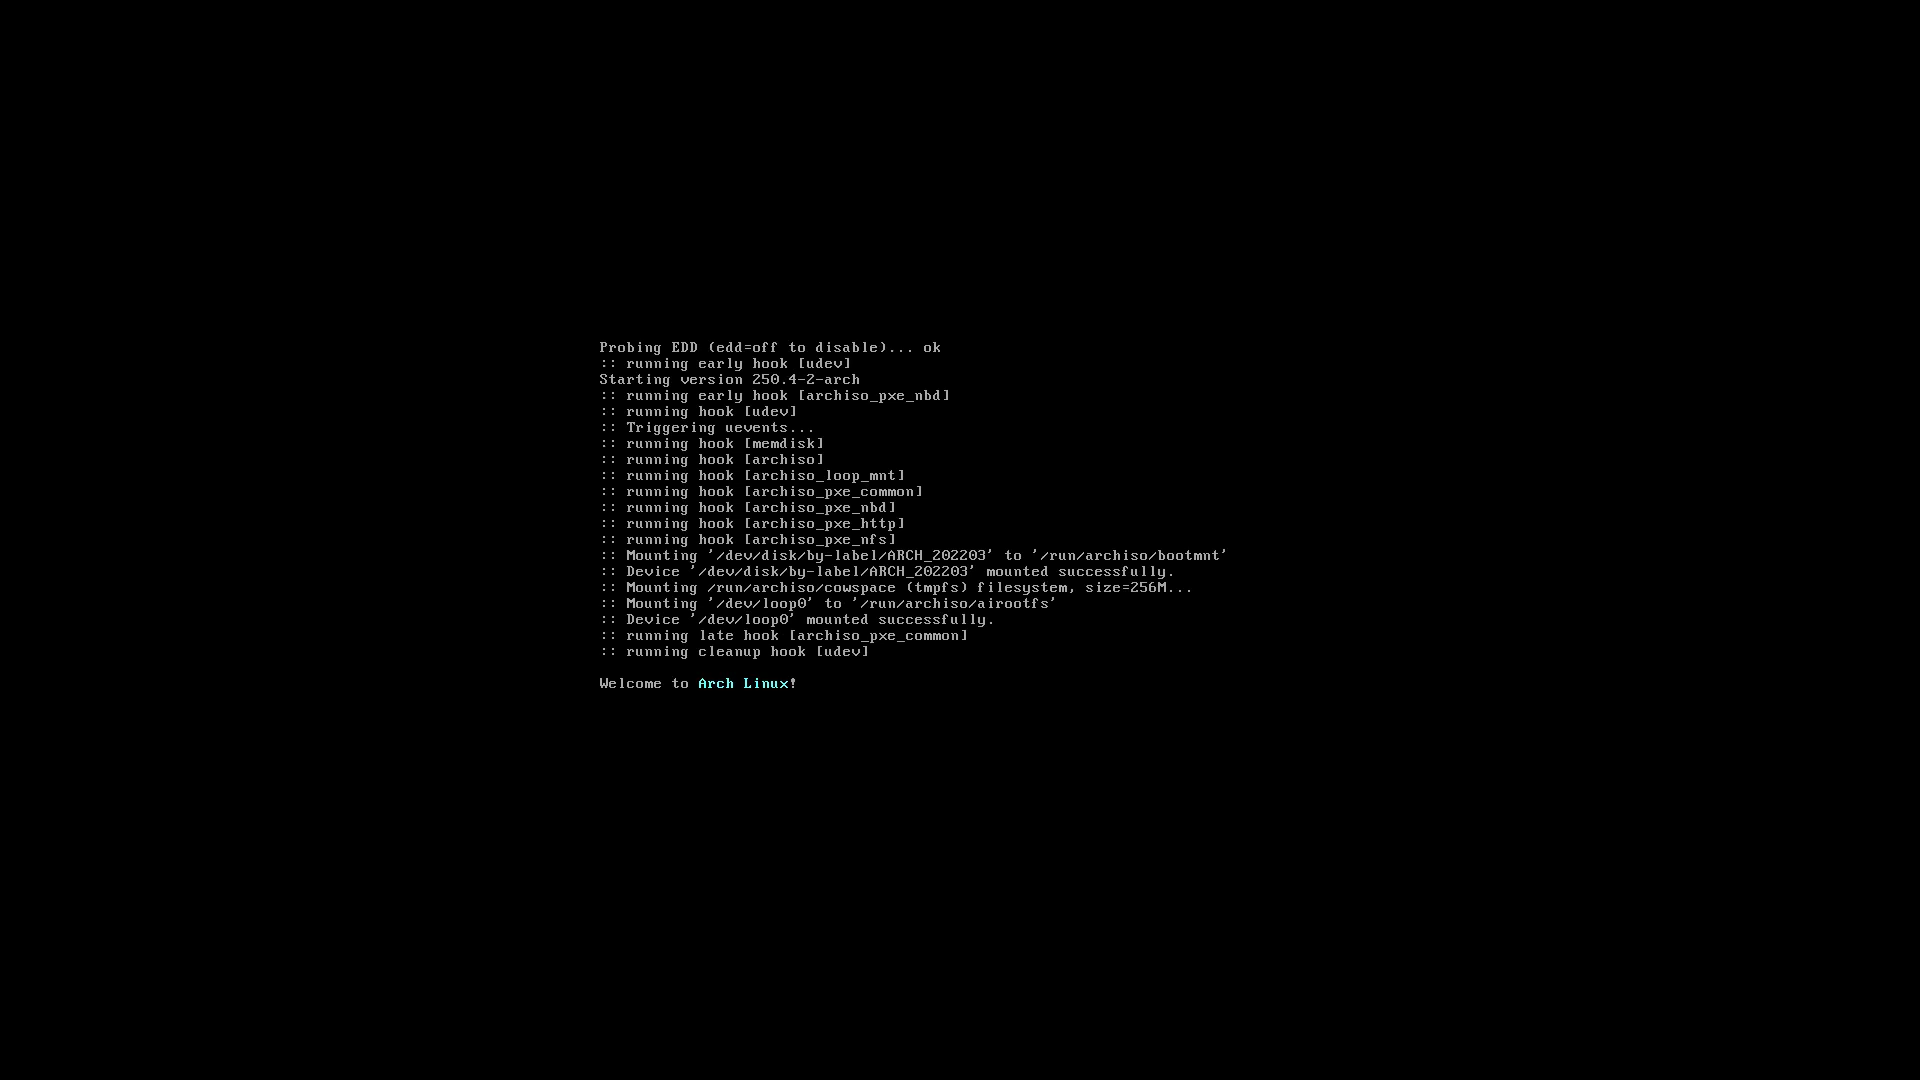 Probing EDD (edd=off to disable)... ok
:: running early hook [udev]
Starting version 250.4-2-arch
:: running early hook [archiso_pxe_nbd]
:: running hook [udev]
:: Triggering uevents...
:: running hook [memdisk]
:: running hook [archiso]
:: running hook [archiso_loop_mnt]
:: running hook [archiso_pxe_common]
:: running hook [archiso_pxe_nbd]
:: running hook [archiso_pxe_http]
:: running hook [archiso_pxe_nfs]
:: Mounting '/dev/disk/by-label/ARCH_202203' to '/run/archiso/bootmnt'
:: Device '/dev/disk/by-label/ARCH_202203' mounted successfully.
:: Mounting /run/archiso/cowspace (tmpfs) filesystem, size=256M...
:: Mounting '/dev/loop0' to '/run/archiso/airootfs'
:: Device '/dev/loop0' mounted successfully.
:: running late hook [archiso_pxe_common]
:: running cleanup hook [udev]
Welcome to Arch Linux!